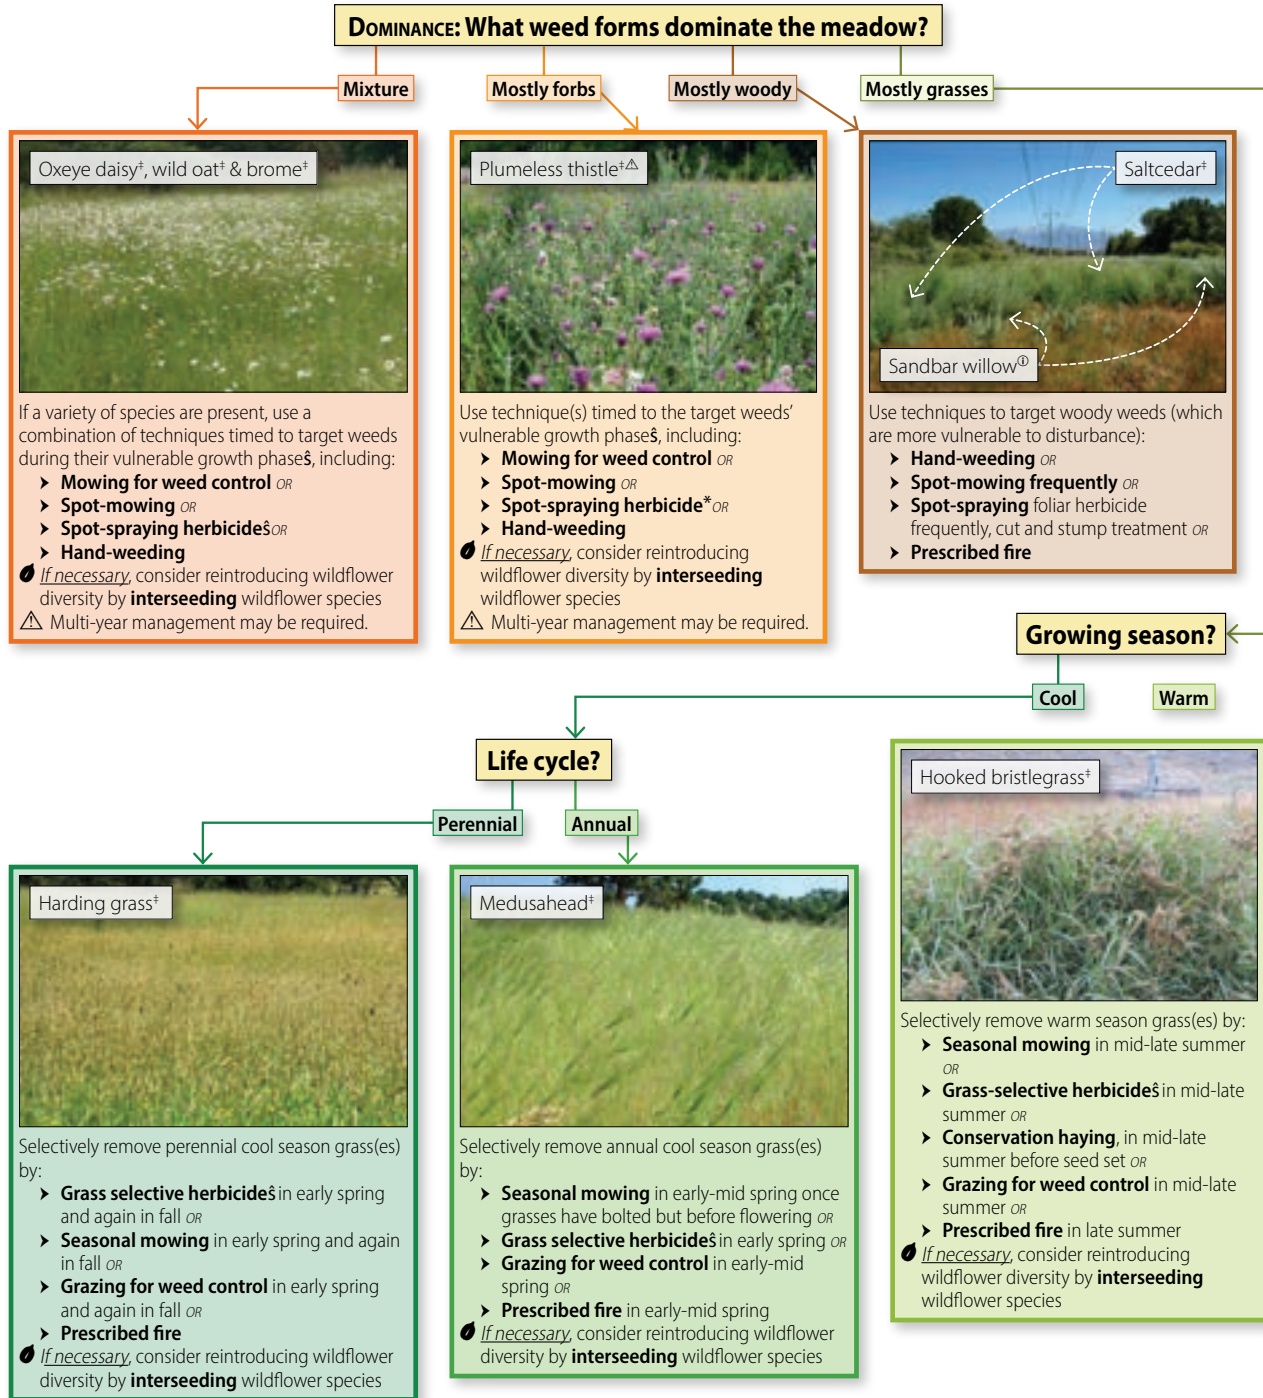 DOMINANCE: What weed forms dominate the meadow?
Mixture
Mostly forbs
Mostly woody
Mostly grasses
Oxeye daisy‡, wild oat‡ & brome‡
If a variety of species are present, use a
combination of techniques timed to target weeds
during their vulnerable growth phaseŝ, including:
➤ Mowing for weed control OR
➤ Spot-mowing OR
➤ Spot-spraying herbicideŝ OR
➤ Hand-weeding
If necessary, consider reintroducing wildflower
diversity by interseeding wildflower species
⚠ Multi-year management may be required.
Plumeless thistle‡⚠
Use technique(s) timed to the target weeds’
vulnerable growth phaseŝ, including:
➤ Mowing for weed control OR
➤ Spot-mowing OR
➤ Spot-spraying herbicide* OR
➤ Hand-weeding
If necessary, consider reintroducing
wildflower diversity by interseeding
wildflower species
⚠ Multi-year management may be required.
Saltcedar‡
Sandbar willowⓘ
Use techniques to target woody weeds (which
are more vulnerable to disturbance):
➤ Hand-weeding OR
➤ Spot-mowing frequently OR
➤ Spot-spraying foliar herbicide
frequently, cut and stump treatment OR
➤ Prescribed fire
Growing season?
Cool
Warm
Life cycle?
Perennial
Annual
Harding grass‡
Selectively remove perennial cool season grass(es)
by:
➤ Grass selective herbicideŝ in early spring
and again in fall OR
➤ Seasonal mowing in early spring and again
in fall OR
➤ Grazing for weed control in early spring
and again in fall OR
➤ Prescribed fire
If necessary, consider reintroducing wildflower
diversity by interseeding wildflower species
Medusahead‡
Selectively remove annual cool season grass(es)
by:
➤ Seasonal mowing in early-mid spring once
grasses have bolted but before flowering OR
➤ Grass selective herbicideŝ in early spring OR
➤ Grazing for weed control in early-mid
spring OR
➤ Prescribed fire in early-mid spring
If necessary, consider reintroducing wildflower
diversity by interseeding wildflower species
Hooked bristlegrass‡
Selectively remove warm season grass(es) by:
➤ Seasonal mowing in mid-late summer
OR
➤ Grass-selective herbicideŝ in mid-late
summer OR
➤ Conservation haying, in mid-late
summer before seed set OR
➤ Grazing for weed control in mid-late
summer OR
➤ Prescribed fire in late summer
If necessary, consider reintroducing
wildflower diversity by interseeding
wildflower species